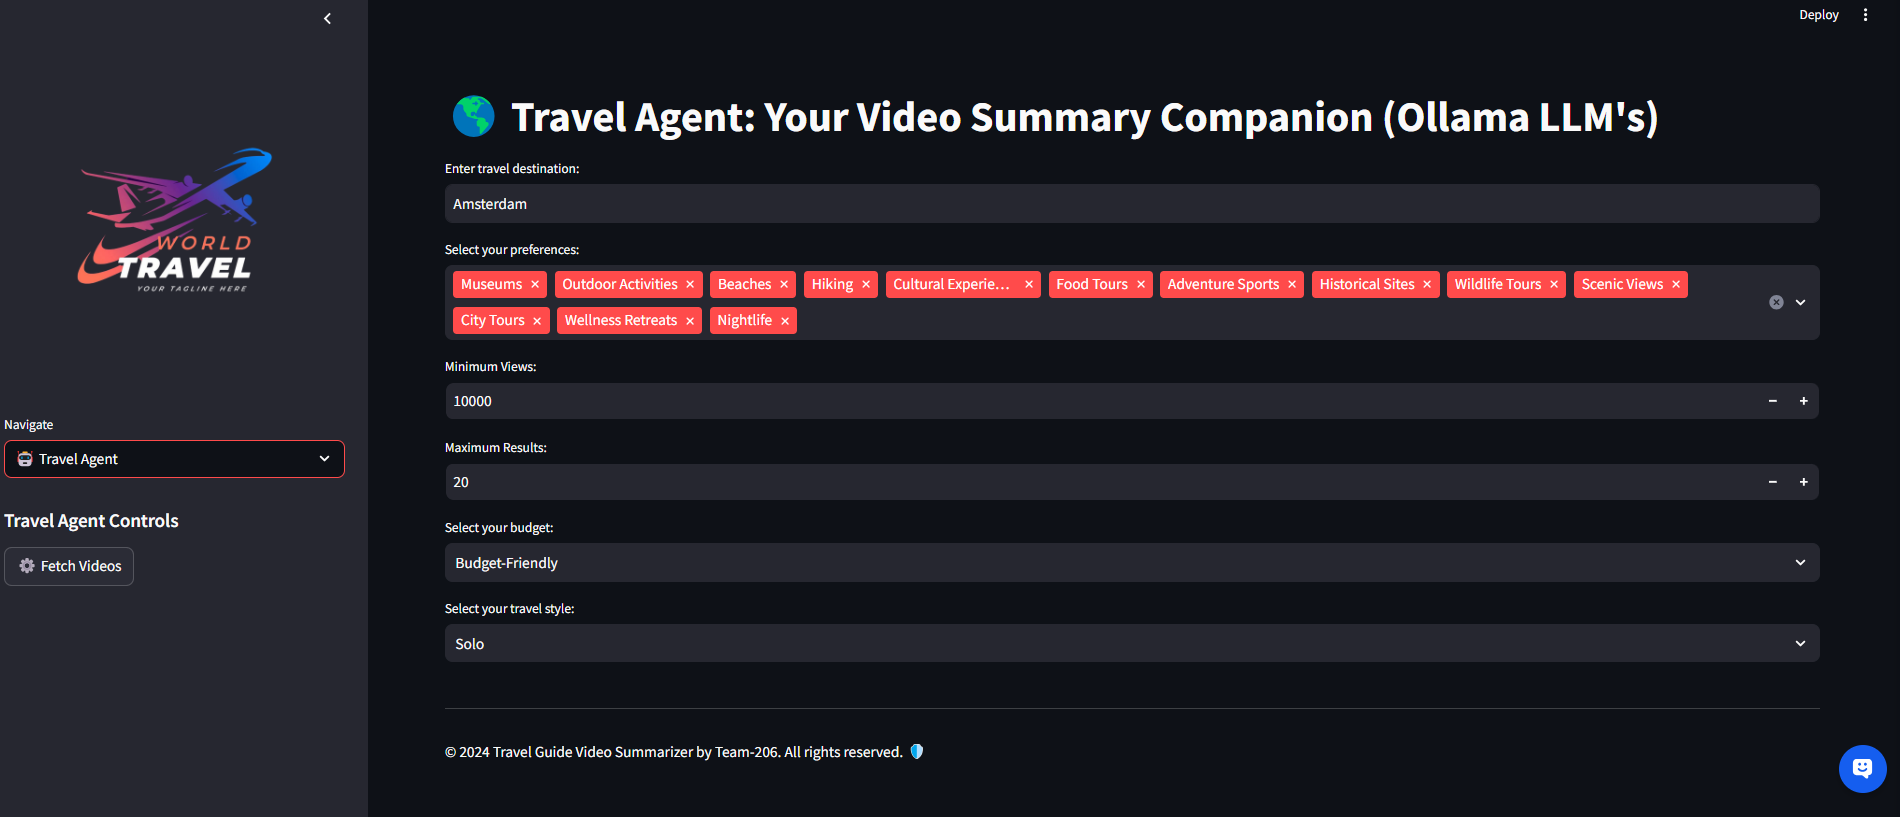 Deploy
WORLD
TRAVEL
YOUR TAGLINE HERE
Navigate
Travel Agent
Travel Agent Controls
Fetch Videos
Travel Agent: Your Video Summary Companion (Ollama LLM's)
Enter travel destination:
Amsterdam
Select your preferences:
Museums × Outdoor Activities × Beaches × Hiking × Cultural Experie... × Food Tours × Adventure Sports × Historical Sites × Wildlife Tours × Scenic Views ×
City Tours × Wellness Retreats × Nightlife ×
Minimum Views:
10000
Maximum Results:
20
Select your budget:
Budget-Friendly
Select your travel style:
Solo
© 2024 Travel Guide Video Summarizer by Team-206. All rights reserved.